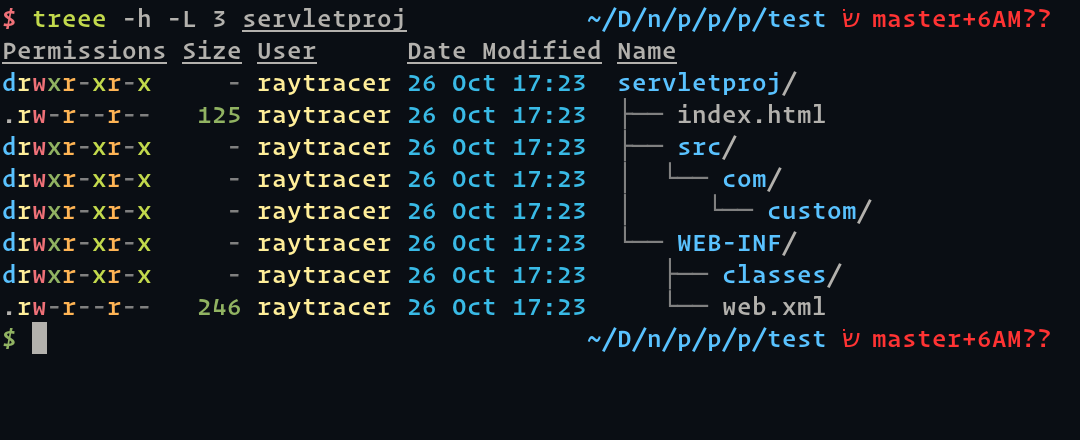 $ treee -h -L 3 servletproj ~/D/n/p/p/p/test שׂ master+6AM??
Permissions Size User Date Modified Name
drwxr-xr-x - raytracer 26 Oct 17:23 servletproj/
.rw-r--r-- 125 raytracer 26 Oct 17:23 ├── index.html
drwxr-xr-x - raytracer 26 Oct 17:23 ├── src/
drwxr-xr-x - raytracer 26 Oct 17:23 │  └── com/
drwxr-xr-x - raytracer 26 Oct 17:23 │     └── custom/
drwxr-xr-x - raytracer 26 Oct 17:23 └── WEB-INF/
drwxr-xr-x - raytracer 26 Oct 17:23    ├── classes/
.rw-r--r-- 246 raytracer 26 Oct 17:23    └── web.xml
$ ~/D/n/p/p/p/test שׂ master+6AM??